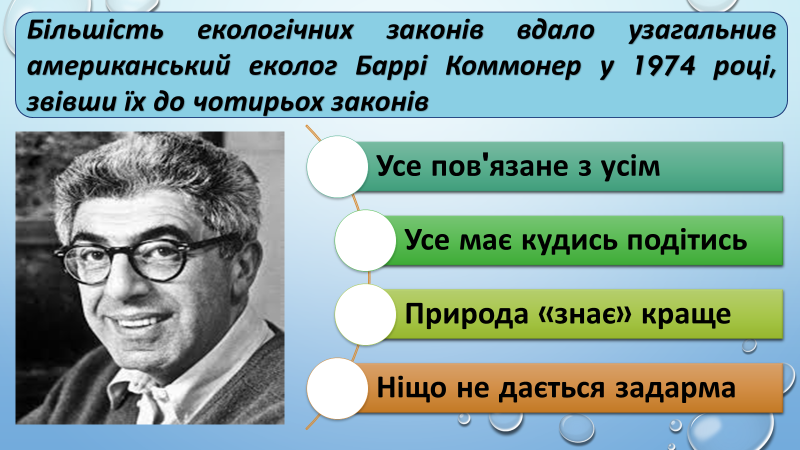 Більшість екологічних законів вдало узагальнив
американський еколог Баррі Коммонер у 1974 році,
звівши їх до чотирьох законів
Усе пов'язане з усім
Усе має кудись подітись
Природа «знає» краще
Ніщо не дається задарма